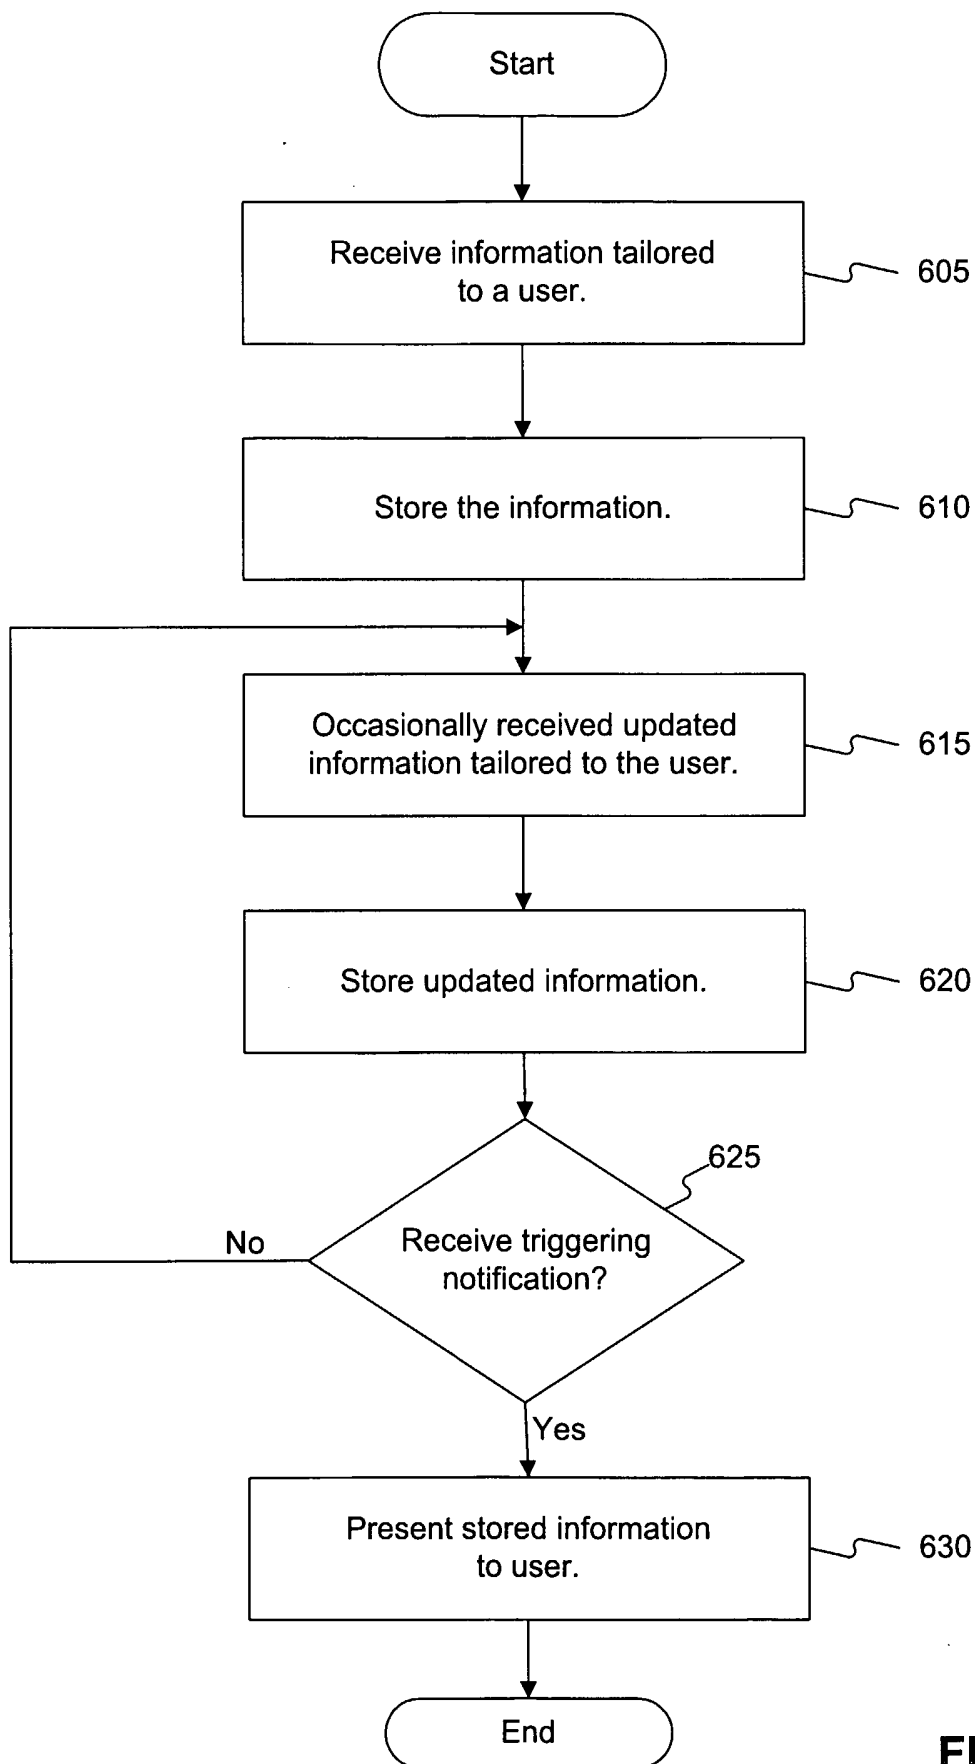 Start
Receive information tailored
to a user.
605
Store the information.
610
Occasionally received updated
information tailored to the user.
615
Store updated information.
620
625
Receive triggering
notification?
No
Yes
Present stored information
to user.
630
End